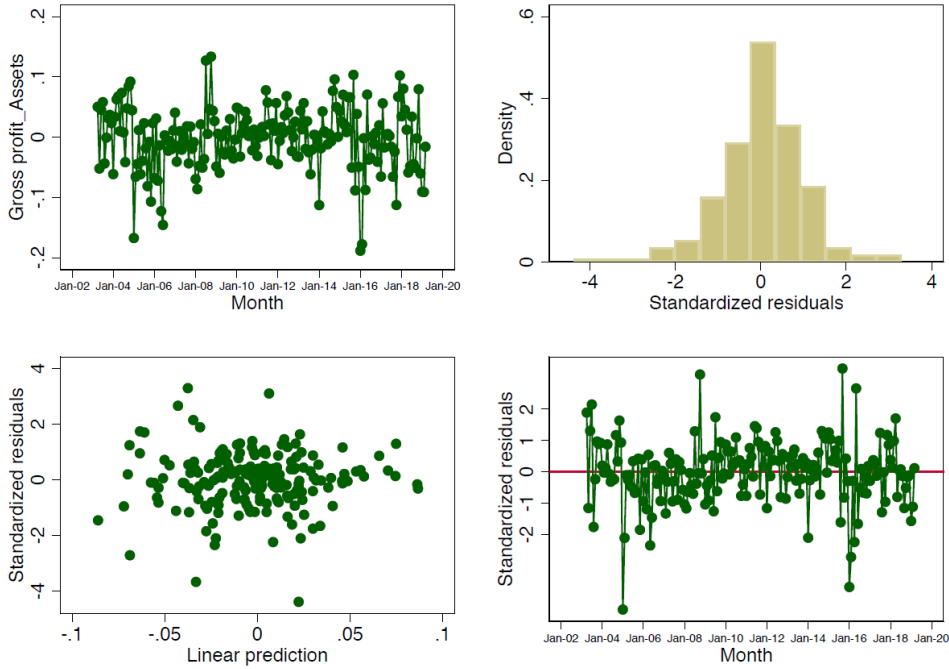 Gross profit_Assets
.2
.1
0
-.1
-.2
Jan-02 Jan-04 Jan-06 Jan-08 Jan-10 Jan-12 Jan-14 Jan-16 Jan-18 Jan-20
Month
Density
.6
.4
.2
0
-4 -2 0 2 4
Standardized residuals
Standardized residuals
4
2
0
-2
-4
-.1 -.05 0 .05 .1
Linear prediction
Standardized residuals
2
1
0
-1
-2
Jan-02 Jan-04 Jan-06 Jan-08 Jan-10 Jan-12 Jan-14 Jan-16 Jan-18 Jan-20
Month